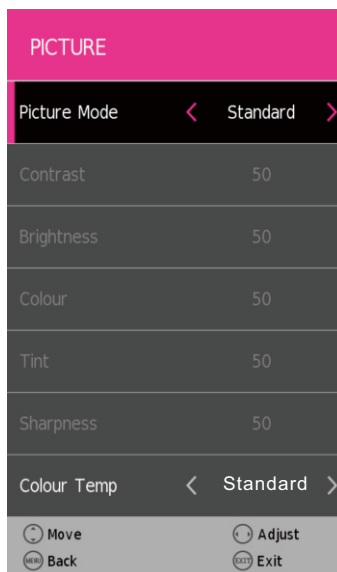 PICTURE
Picture Mode < Standard >
Contrast 50
Brightness 50
Colour 50
Tint 50
Sharpness 50
Colour Temp < Standard >
Move Adjust
MENU Back EXIT Exit